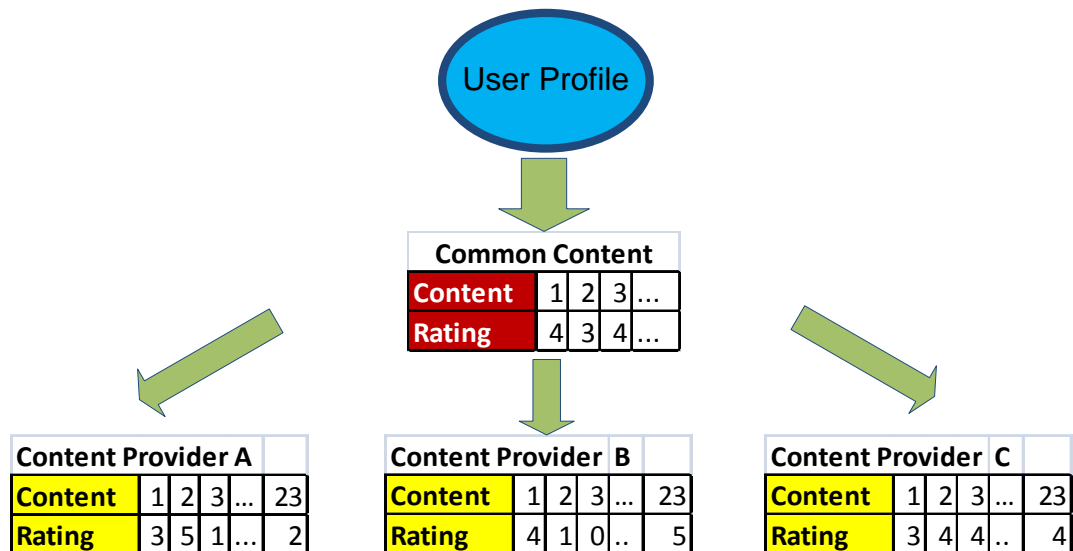 User Profile
Common Content
Content 1 2 3 ...
Rating 4 3 4 ...
Content Provider A
Content 1 2 3 ... 23
Rating 3 5 1 ... 2
Content Provider B
Content 1 2 3 ... 23
Rating 4 1 0 .. 5
Content Provider C
Content 1 2 3 ... 23
Rating 3 4 4 .. 4